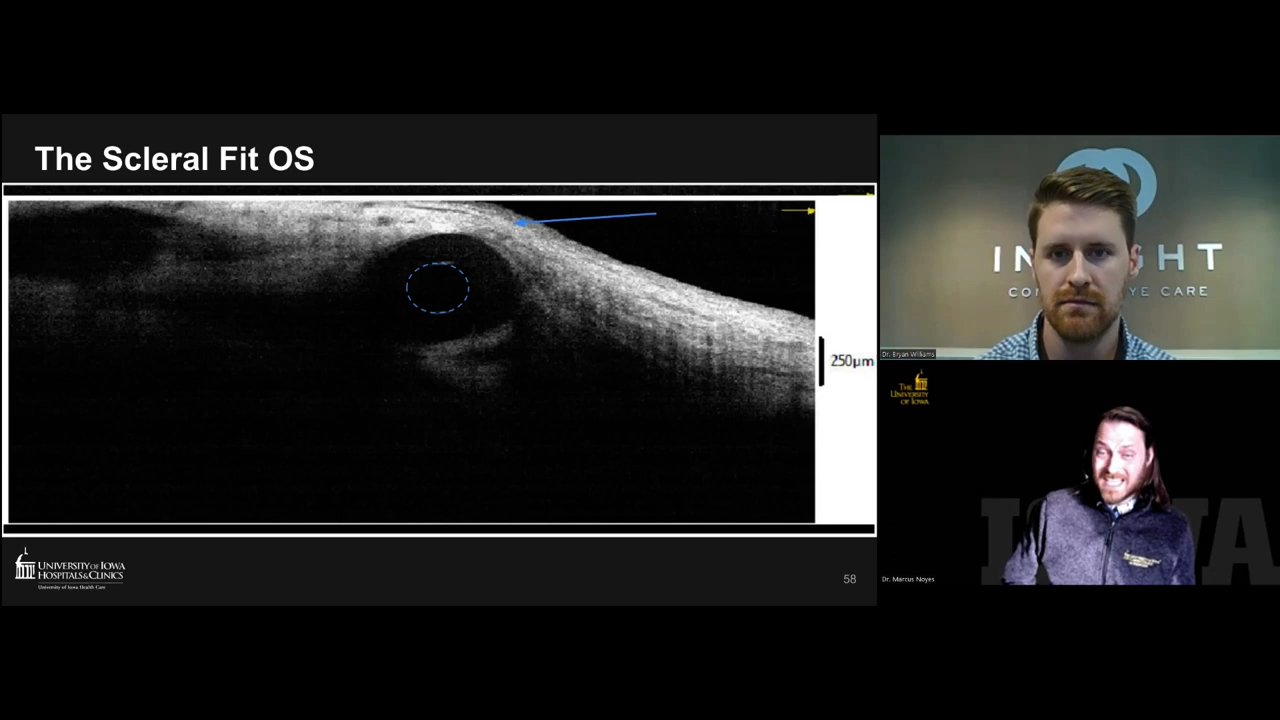 The Scleral Fit OS
250µm
UNIVERSITY OF IOWA
HOSPITALS & CLINICS
University of Iowa Health Care
58
IN GHT
CO YE CARE
Dr. Bryan Williams
THE
UNIVERSITY
OF IOWA
I WA
Dr. Marcus Noyes